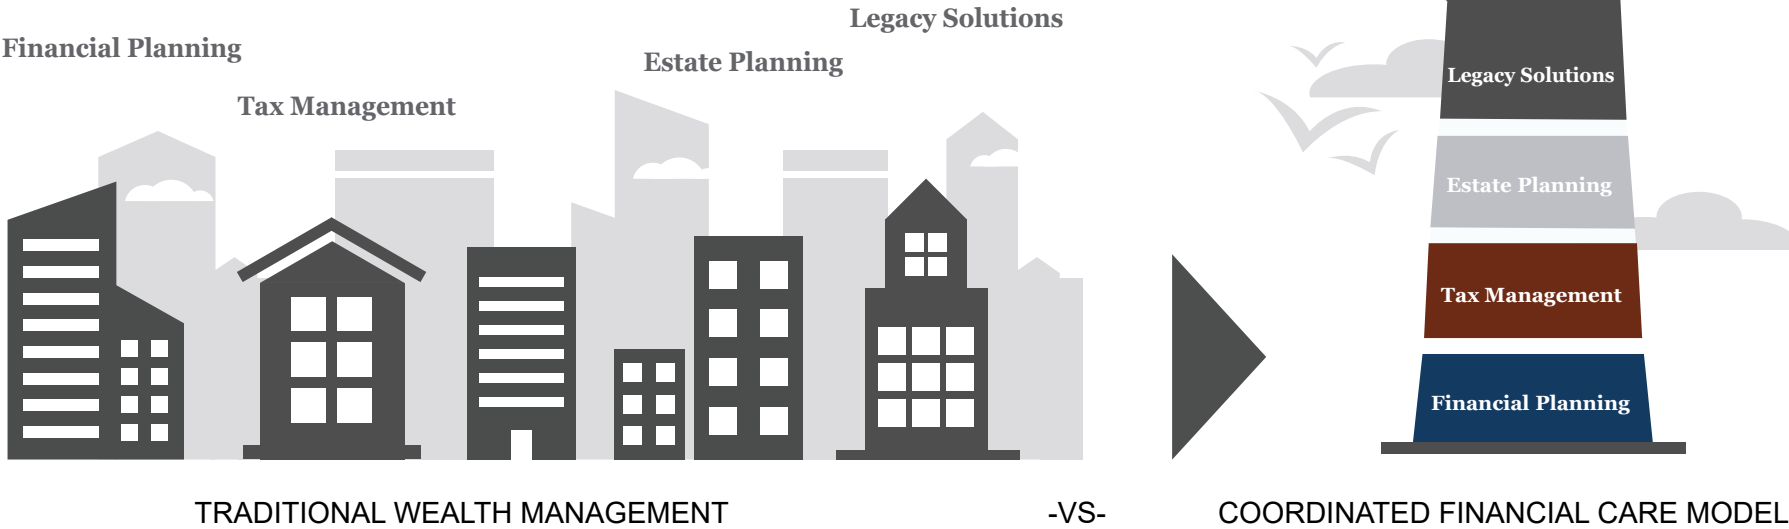 Financial Planning
Tax Management
Estate Planning
Legacy Solutions
Legacy Solutions
Estate Planning
Tax Management
Financial Planning
TRADITIONAL WEALTH MANAGEMENT
-VS-
COORDINATED FINANCIAL CARE MODEL